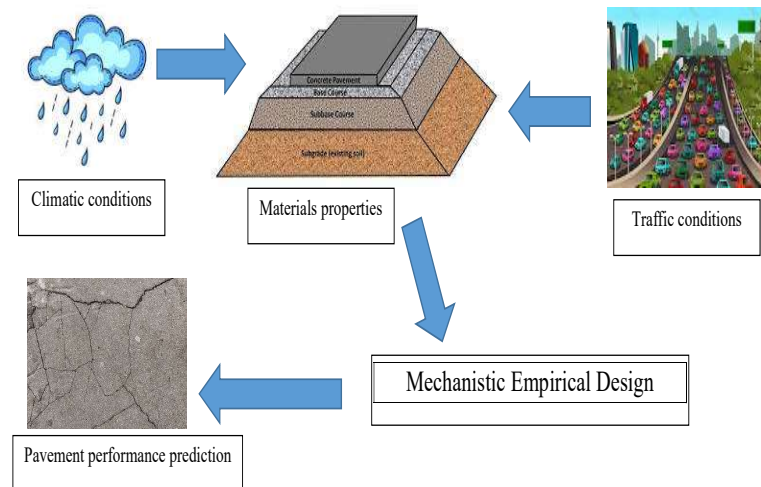 Concrete Pavement
Base Course
Subbase Course
Subgrade (existing soil)
Climatic conditions
Materials properties
Traffic conditions
Mechanistic Empirical Design
Pavement performance prediction